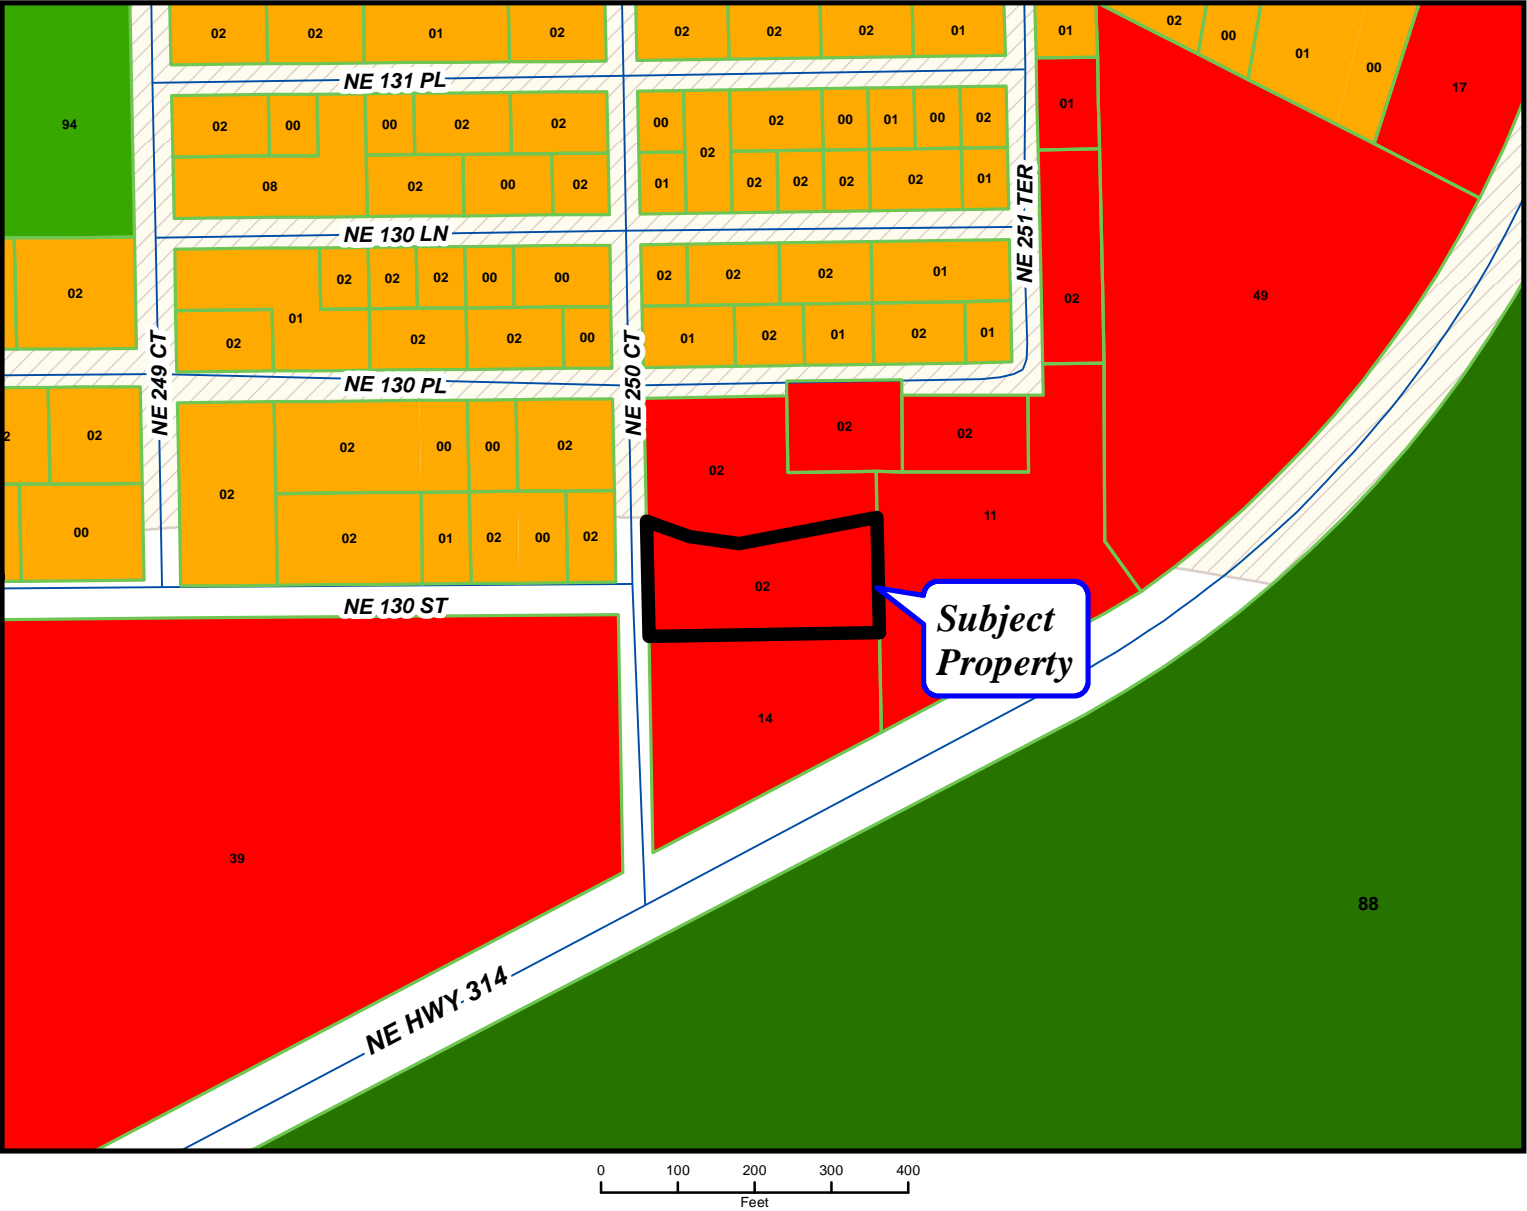 02 02 01 02 02 02 02 01 01 02 00 01 00 17
NE 131 PL
94 02 00 00 02 02 00 02 02 00 01 00 02 01
08 02 00 02 01 02 02 02 02 01
NE 130 LN
NE 251 TER
02 01 02 02 02 00 00 02 02 02 01 02 49
02 02 02 00 01 02 01 02 01
NE 249 CT
NE 250 CT
NE 130 PL
2 02 02 02 00 00 02 02 02 02
00 02 01 02 00 02 02 11
NE 130 ST
02
Subject
Property
14
39
88
NE HWY 314
0 100 200 300 400
Feet